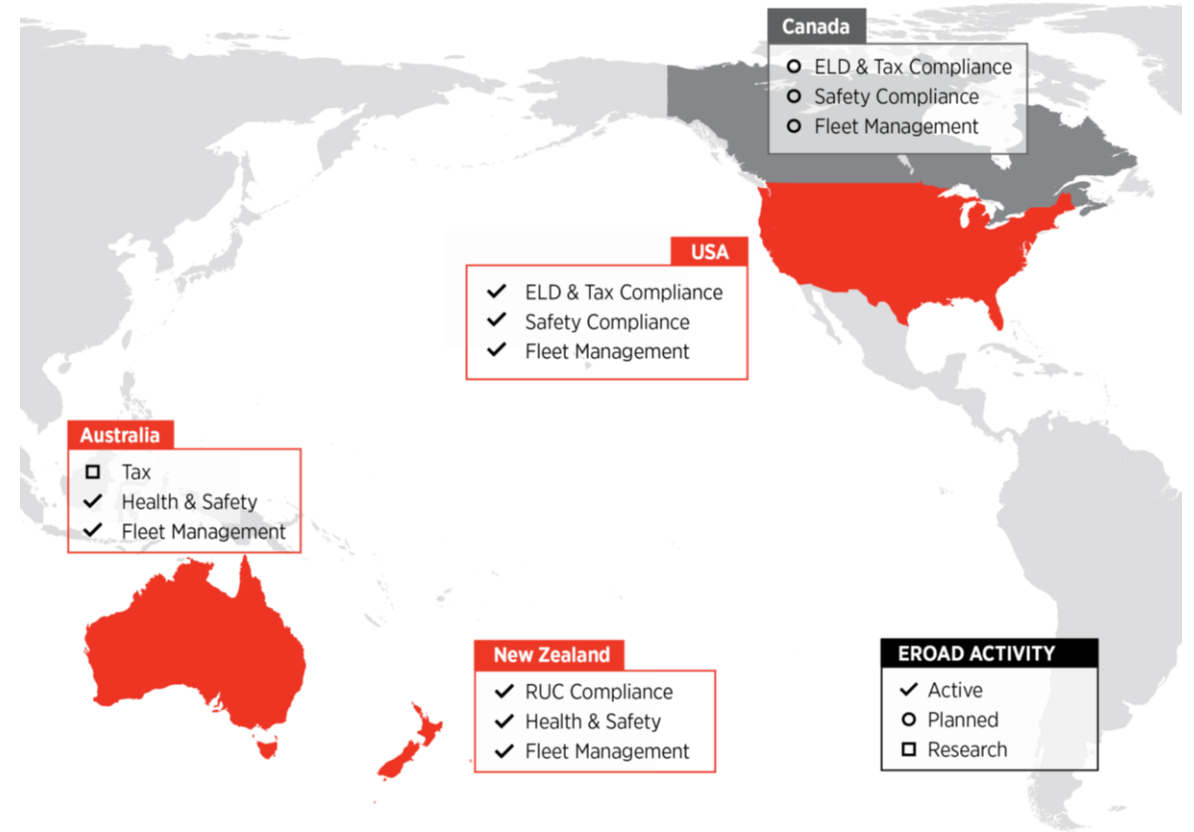 Canada
ELD & Tax Compliance
Safety Compliance
Fleet Management
USA
ELD & Tax Compliance
Safety Compliance
Fleet Management
Australia
Tax
Health & Safety
Fleet Management
New Zealand
RUC Compliance
Health & Safety
Fleet Management
EROAD ACTIVITY
Active
Planned
Research